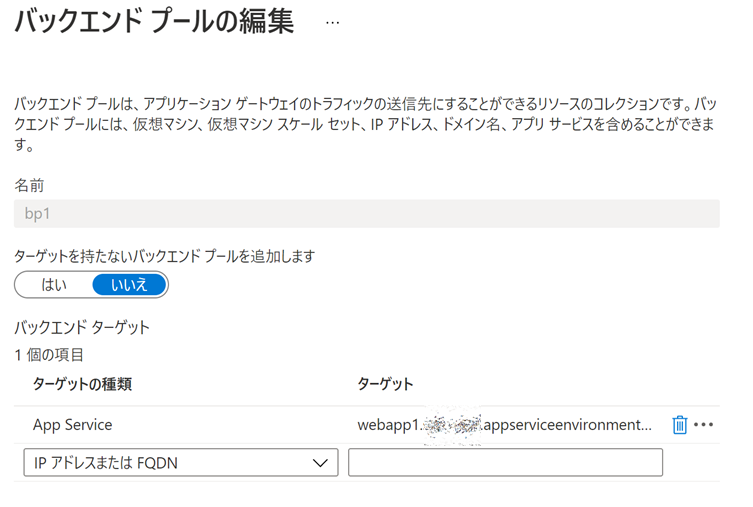 バックエンド プールの編集 …
バックエンド プールは、アプリケーション ゲートウェイのトラフィックの送信先にすることができるリソースのコレクションです。バッ
クエンド プールには、仮想マシン、仮想マシン スケール セット、IP アドレス、ドメイン名、アプリ サービスを含めることができま
す。
名前
bp1
ターゲットを持たないバックエンド プールを追加します
はい いいえ
バックエンド ターゲット
1 個の項目
ターゲットの種類 ターゲット
App Service webapp1. .appserviceenvironment...
IP アドレスまたは FQDN